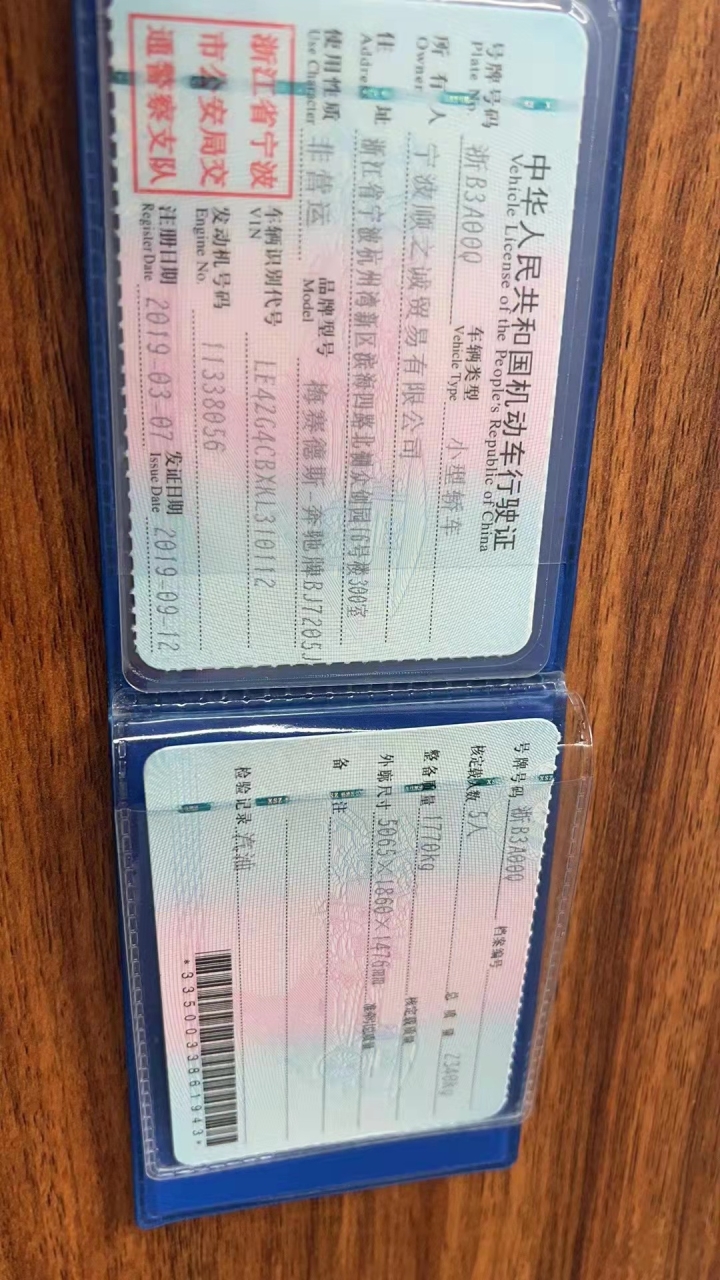 中华人民共和国机动车行驶证
Vehicle License of the People's Republic of China
号牌号码 浙B3A00Q 车辆类型 小型轿车
Plate No. Vehicle Type
所有人 宁波顺之诚贸易有限公司
Owner
住址 浙江省宁波杭州湾新区滨海四路北侧众创园16号楼300室
Address
使用性质 非营运 品牌型号 梅赛德斯-奔驰牌BJ7205J
Use Character Model
浙江省宁波
市公安局交
通警察支队
车辆识别代号 LE4ZG4CBXKL310112
VIN
发动机号码 11338056
Engine No.
注册日期 2019-03-07 发证日期 2019-09-12
Register Date Issue Date
号牌号码 浙B3A00Q 档案编号
核定载人数 5人 总质量 2340kg
整备质量 1770kg 核定载质量
外廓尺寸 5065×1860×1476mm 准牵引总质量
备注
检验记录 汽油
*3350033861943*